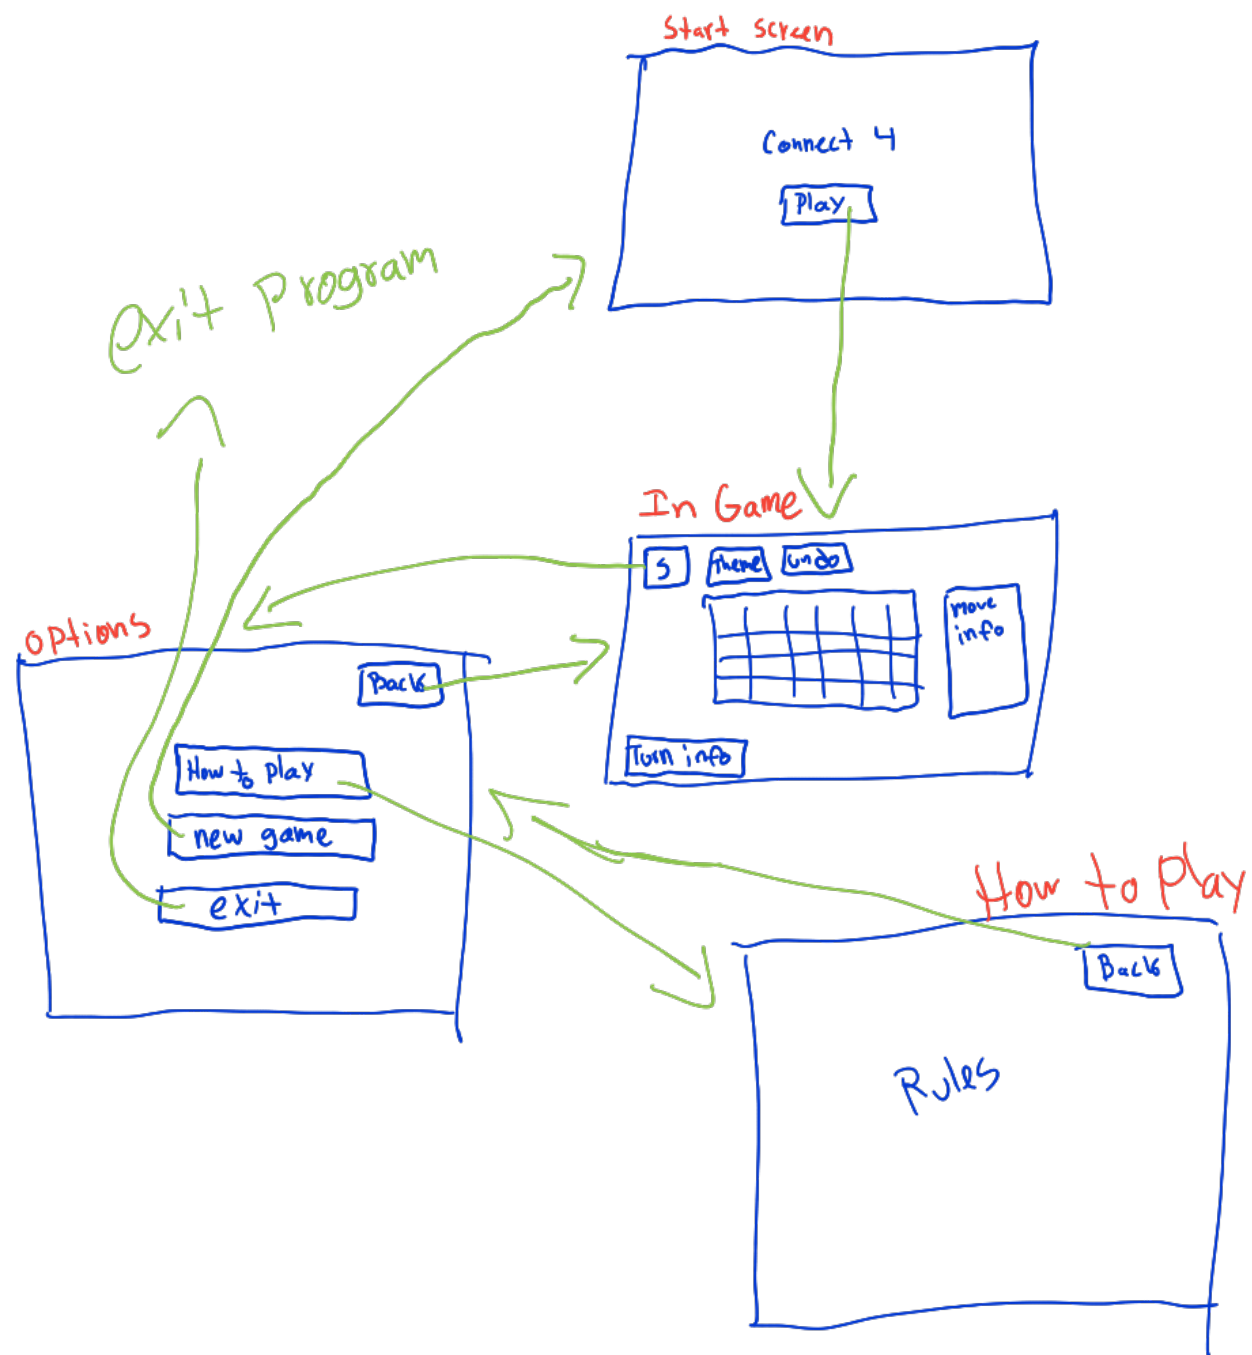 Start screen
Connect 4
Play
exit program
In Game
S
Theme
undo
move
info
Turn info
options
Back
How to play
new game
exit
How to Play
Back
Rules